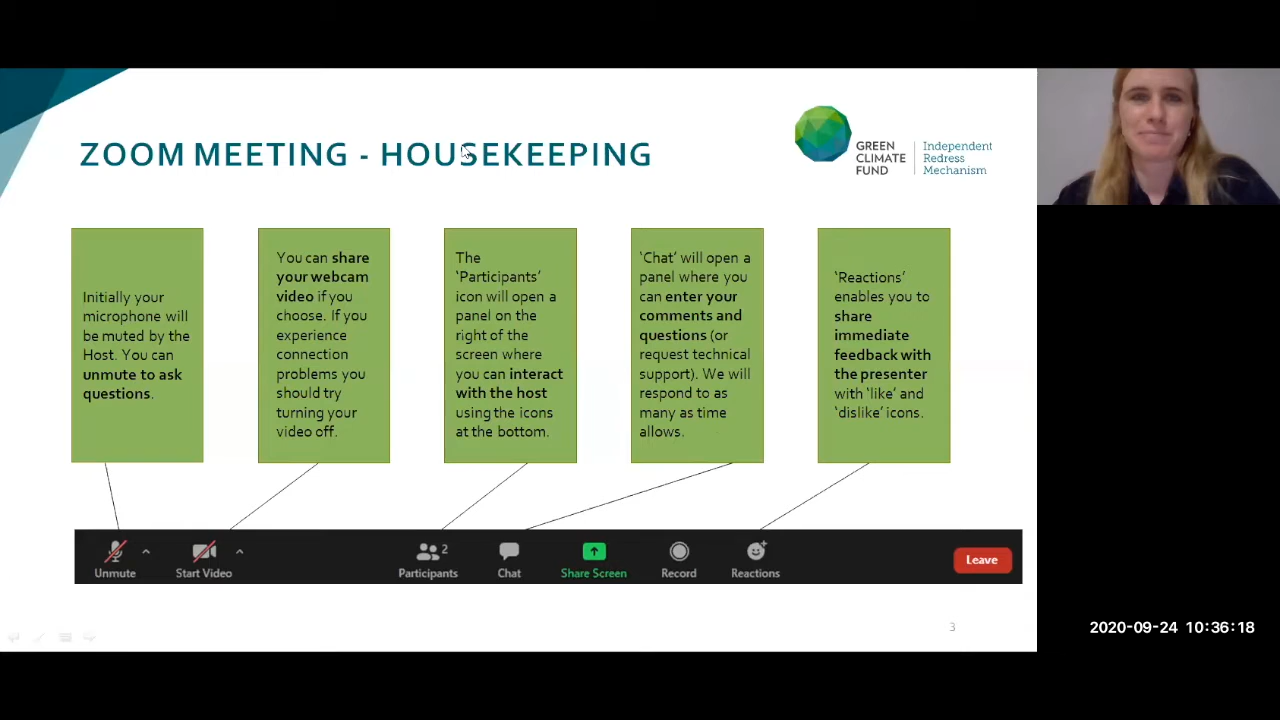 ZOOM MEETING - HOUSEKEEPING
GREEN
CLIMATE
FUND
Independent
Redress
Mechanism
Initially your
microphone will
be muted by the
Host. You can
unmute to ask
questions.
You can share
your webcam
video if you
choose. If you
experience
connection
problems you
should try
turning your
video off.
The
‘Participants’
icon will open a
panel on the
right of the
screen where
you can interact
with the host
using the icons
at the bottom.
‘Chat’ will open a
panel where you
can enter your
comments and
questions (or
request technical
support). We will
respond to as
many as time
allows.
‘Reactions’
enables you to
share
immediate
feedback with
the presenter
with ‘like’ and
‘dislike’ icons.
Unmute
Start Video
2
Participants
Chat
Share Screen
Record
Reactions
Leave
3
2020-09-24 10:36:18